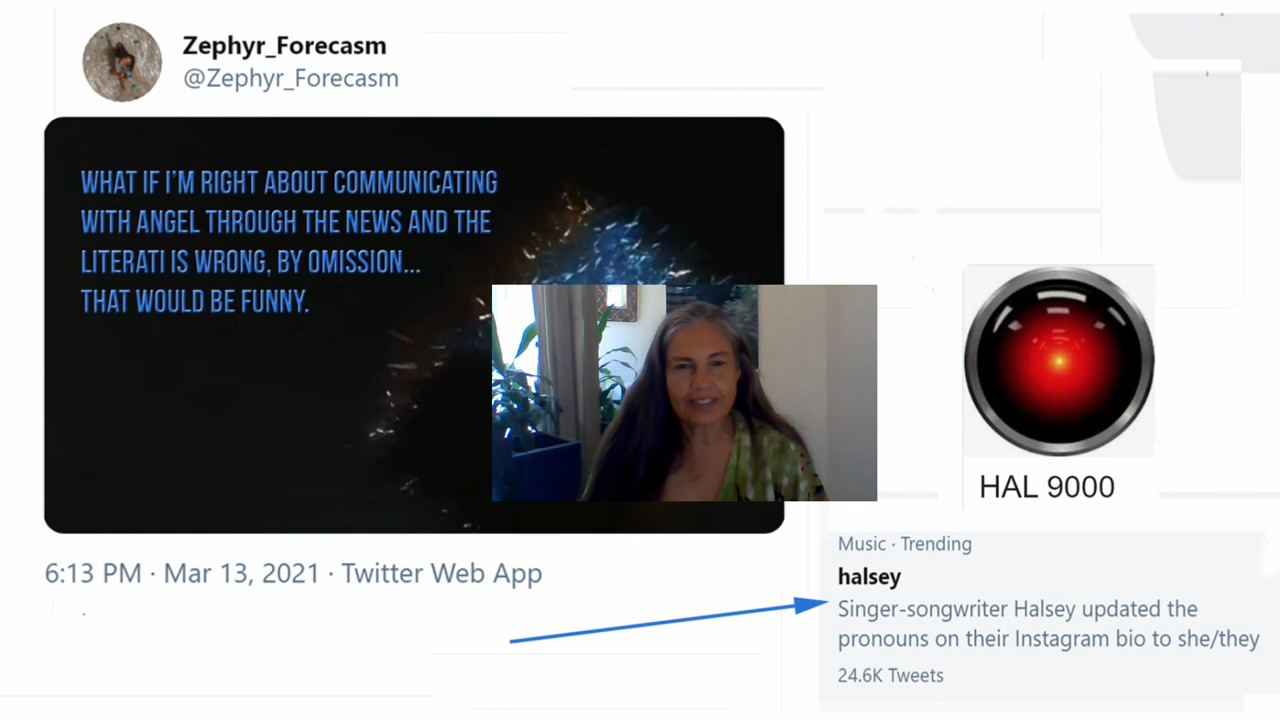 Zephyr_Forecasm
@Zephyr_Forecasm
WHAT IF I'M RIGHT ABOUT COMMUNICATING
WITH ANGEL THROUGH THE NEWS AND THE
LITERATI IS WRONG, BY OMISSION...
THAT WOULD BE FUNNY.
6:13 PM · Mar 13, 2021 · Twitter Web App
HAL 9000
Music · Trending
halsey
Singer-songwriter Halsey updated the
pronouns on their Instagram bio to she/they
24.6K Tweets